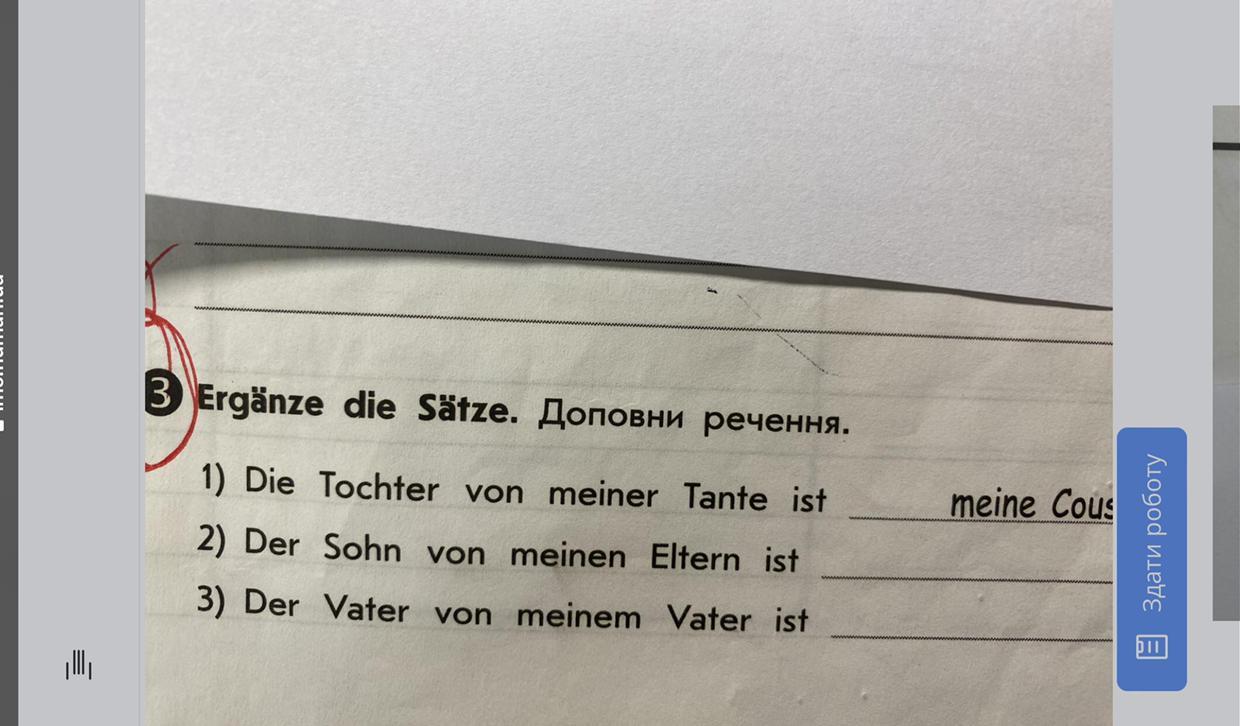 3 Ergänze die Sätze. Доповни речення.
1) Die Tochter von meiner Tante ist meine Cous
2) Der Sohn von meinen Eltern ist
3) Der Vater von meinem Vater ist
Здати роботу